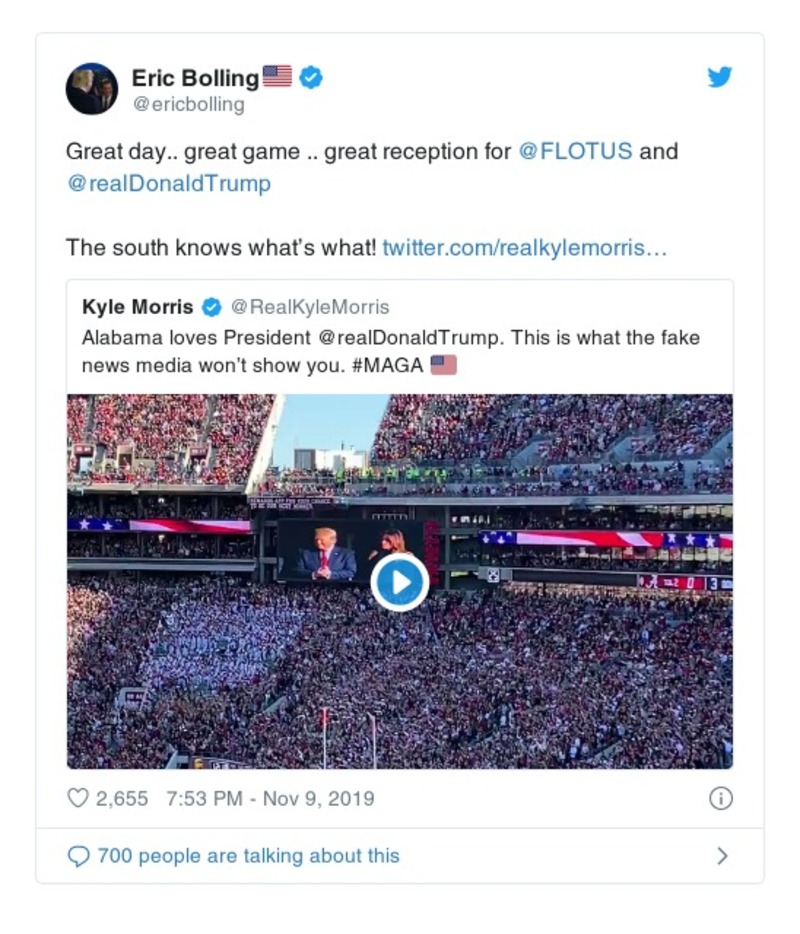 Eric Bolling🇺🇸
@ericbolling
Great day.. great game .. great reception for @FLOTUS and
@realDonaldTrump
The south knows what's what! twitter.com/realkylemorris…
Kyle Morris @RealKyleMorris
Alabama loves President @realDonaldTrump. This is what the fake
news media won't show you. #MAGA 🇺🇸
2,655 7:53 PM - Nov 9, 2019
700 people are talking about this